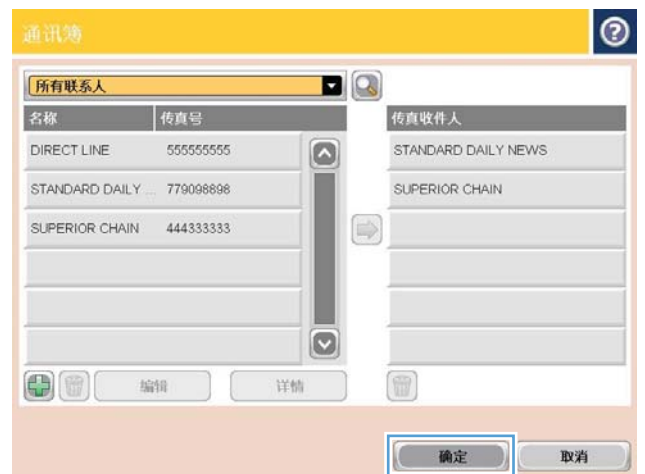 通讯簿
所有联系人
名称 传真号 传真收件人
DIRECT LINE 555555555 STANDARD DAILY NEWS
STANDARD DAILY ... 779098898 SUPERIOR CHAIN
SUPERIOR CHAIN 444333333
编辑 详情
确定 取消